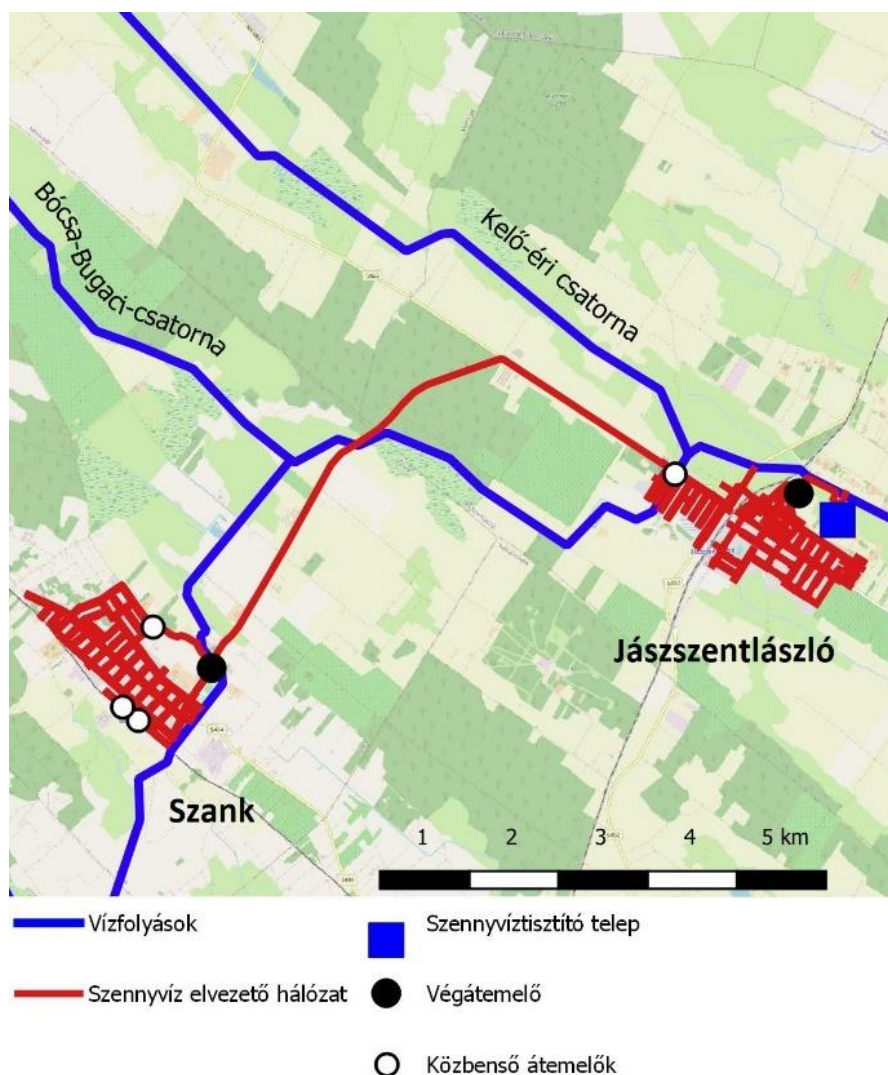 Bócsa-Bugaci-csatorna
Kelő-éri csatorna
Jászszentlászló
Szank
1 2 3 4 5 km
Vízfolyások
Szennyvíztisztító telep
Szennyvíz elvezető hálózat
Végátemelő
Közbenső átemelők